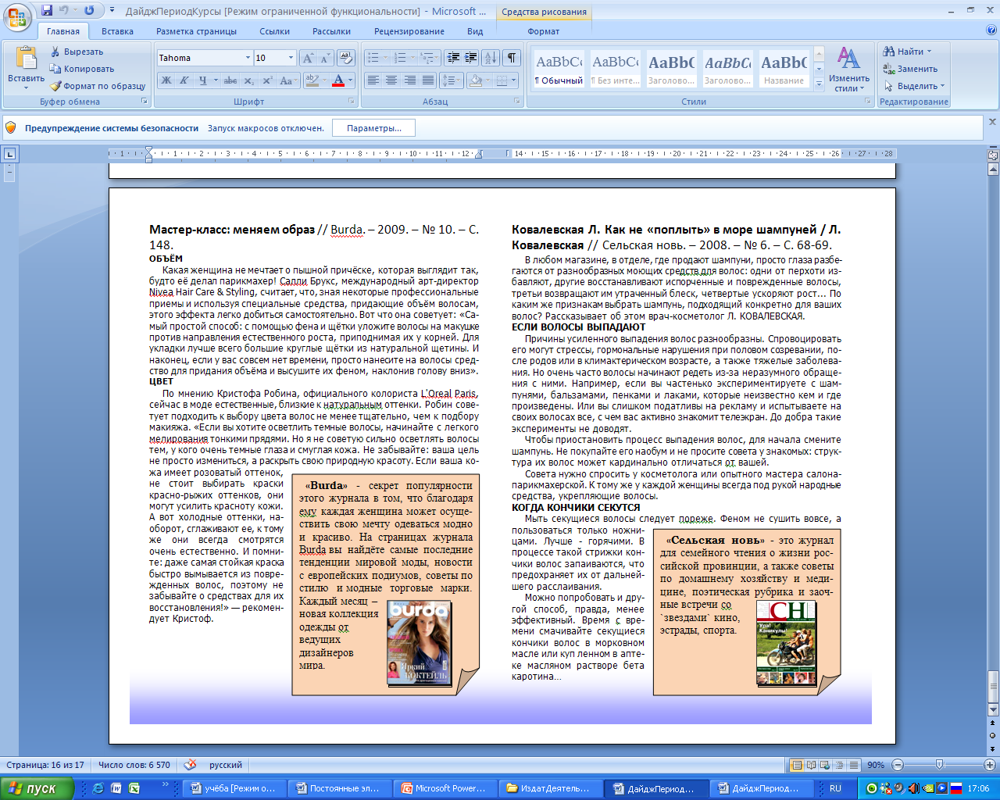 ДайджПериодКурсы [Режим ограниченной функциональности] - Microsoft ...
Средства рисования
Главная
Вставка
Разметка страницы
Ссылки
Рассылки
Рецензирование
Вид
Формат
Вставить
Вырезать
Копировать
Формат по образцу
Буфер обмена
Tahoma
10
Шрифт
Абзац
АаВbСс
¶ Обычный
АаВbСс
¶ Без инте...
АаВbС
Заголово...
АаВbСс
Заголово...
АаВbС
Название
Изменить стили
Стили
Найти
Заменить
Выделить
Редактирование
Предупреждение системы безопасности
Запуск макросов отключен.
Параметры...
Мастер-класс: меняем образ // Burda. – 2009. – № 10. – С.
148.
ОБЪЁМ
Какая женщина не мечтает о пышной причёске, которая выглядит так,
будто её делал парикмахер! Салли Брукс, международный арт-директор
Nivea Hair Care & Styling, считает, что, зная некоторые профессиональные
приемы и используя специальные средства, придающие объём волосам,
этого эффекта легко добиться самостоятельно. Вот что она советует: «Са-
мый простой способ: с помощью фена и щётки уложите волосы на макушке
против направления естественного роста, приподнимая их у корней. Для
укладки лучше всего большие круглые щётки из натуральной щетины. И
наконец, если у вас совсем нет времени, просто нанесите на волосы сред-
ство для придания объёма и высушите их феном, наклонив голову вниз».
ЦВЕТ
По мнению Кристофа Робина, официального колориста L'Oreal Paris,
сейчас в моде естественные, близкие к натуральным оттенки. Робин сове-
тует подходить к выбору цвета волос не менее тщательно, чем к подбору
макияжа. «Если вы хотите осветлить темные волосы, начинайте с легкого
мелирования тонкими прядями. Но я не советую сильно осветлять волосы
тем, у кого очень темные глаза и смуглая кожа. Не забывайте: ваша цель
не просто измениться, а раскрыть свою природную красоту. Если ваша ко-
жа имеет розоватый оттенок,
не стоит выбирать краски
красно-рыжих оттенков, они
могут усилить красноту кожи.
А вот холодные оттенки, на-
оборот, сглаживают ее, к тому
же они всегда смотрятся
очень естественно. И помни-
те: даже самая стойкая краска
быстро вымывается из повре-
жденных волос, поэтому не
забывайте о средствах для их
восстановления!» — рекомен-
дует Кристоф.
«Burda» - секрет популярности
этого журнала в том, что благодаря
ему каждая женщина может осуще-
ствить свою мечту одеваться модно
и красиво. На страницах журнала
Burda вы найдёте самые последние
тенденции мировой моды, новости
с европейских подиумов, советы по
стилю и модные торговые марки.
Каждый месяц –
новая коллекция
одежды от
ведущих
дизайнеров
мира.
burda
Яркий
КОКТЕЙЛЬ
Ковалевская Л. Как не «поплыть» в море шампуней / Л.
Ковалевская // Сельская новь. – 2008. – № 6. – С. 68-69.
В любом магазине, в отделе, где продают шампуни, просто глаза разбе-
гаются от разнообразных моющих средств для волос: одни от перхоти из-
бавляют, другие восстанавливают испорченные и поврежденные волосы,
третьи возвращают им утраченный блеск, четвертые ускоряют рост... По
каким же признакам выбрать шампунь, подходящий конкретно для ваших
волос? Рассказывает об этом врач-косметолог Л. КОВАЛЕВСКАЯ.
ЕСЛИ ВОЛОСЫ ВЫПАДАЮТ
Причины усиленного выпадения волос разнообразны. Спровоцировать
его могут стрессы, гормональные нарушения при половом созревании, по-
сле родов или в климактерическом возрасте, а также тяжелые заболева-
ния. Но очень часто волосы начинают редеть из-за неразумного обраще-
ния с ними. Например, если вы частенько экспериментируете с шам-
пунями, бальзамами, пенками и лаками, которые неизвестно кем и где
произведены. Или вы слишком податливы на рекламу и испытываете на
своих волосах все, с чем вас активно знакомит телеэкран. До добра такие
эксперименты не доводят.
Чтобы приостановить процесс выпадения волос, для начала смените
шампунь. Не покупайте его наобум и не просите совета у знакомых: струк-
тура их волос может кардинально отличаться от вашей.
Совета нужно спросить у косметолога или опытного мастера салона-
парикмахерской. К тому же у каждой женщины всегда под рукой народные
средства, укрепляющие волосы.
КОГДА КОНЧИКИ СЕКУТСЯ
Мыть секущиеся волосы следует пореже. Феном не сушить вовсе, а
пользоваться только ножни-
цами. Лучше - горячими. В
процессе такой стрижки кон-
чики волос запаиваются, что
предохраняет их от дальней-
шего расслаивания.
Можно попробовать и дру-
гой способ, правда, менее
эффективный. Время с вре-
мени смачивайте секущиеся
кончики волос в морковном
масле или куп ленном в апте-
ке масляном растворе бета
каротина...
«Сельская новь» - это журнал
для семейного чтения о жизни рос-
сийской провинции, а также советы
по домашнему хозяйству и меди-
цине, поэтическая рубрика и заоч-
ные встречи со
`звездами` кино,
эстрады, спорта.
СН
Ура!
Каникулы!
Страница: 16 из 17
Число слов: 6 570
русский
90%
пуск
учёба [Режим о...
Постоянные эл...
Microsoft Power...
ИздатДеятель...
ДайджПериод...
ДайджПериод...
RU
17:06